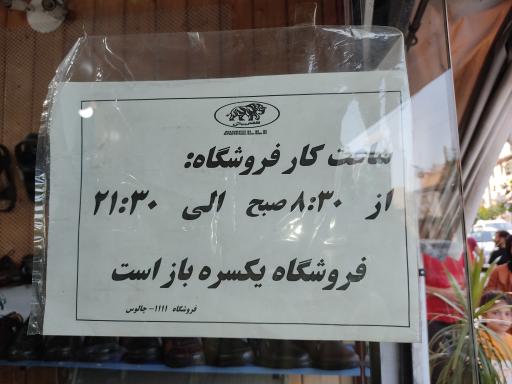 ساعت کار فروشگاه:
از ۸:۳۰ صبح الی ۲۱:۳۰
فروشگاه یکسره باز است
فروشگاه ۱۱۱۱- چالوس